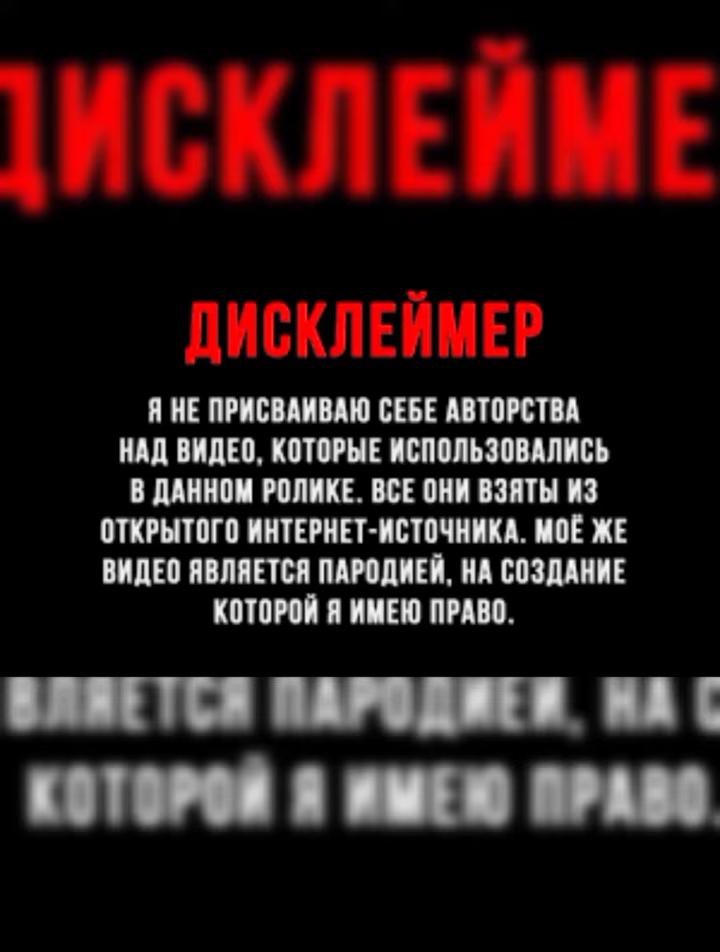 ДИСКЛЕЙМЕ
ДИСКЛЕЙМЕР
Я НЕ ПРИСВАИВАЮ СЕБЕ АВТОРСТВА
НАД ВИДЕО, КОТОРЫЕ ИСПОЛЬЗОВАЛИСЬ
В ДАННОМ РОЛИКЕ. ВСЕ ОНИ ВЗЯТЫ ИЗ
ОТКРЫТОГО ИНТЕРНЕТ-ИСТОЧНИКА. МОЁ ЖЕ
ВИДЕО ЯВЛЯЕТСЯ ПАРОДИЕЙ, НА СОЗДАНИЕ
КОТОРОЙ Я ИМЕЮ ПРАВО.
ВЛЯЕТСЯ ПАРОДИЕЙ, НА С
КОТОРОЙ Я ИМЕЮ ПРАВО.